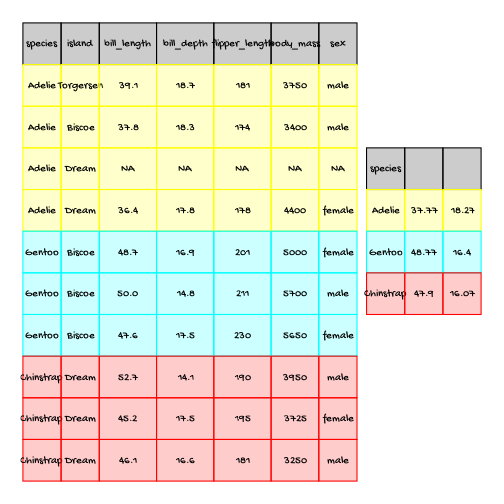 species island bill_length bill_depth flipper_length body_mass sex
Adelie Torgersen 39.1 18.7 181 3750 male
Adelie Biscoe 37.8 18.3 174 3400 male
Adelie Dream NA NA NA NA NA
Adelie Dream 36.4 17.8 178 4400 female
Gentoo Biscoe 48.7 16.9 201 5000 female
Gentoo Biscoe 50.0 14.8 211 5700 male
Gentoo Biscoe 47.6 17.5 230 5650 female
Chinstrap Dream 52.7 14.1 190 3950 male
Chinstrap Dream 45.2 17.5 195 3725 female
Chinstrap Dream 46.1 16.6 181 3250 male
species
Adelie 37.77 18.27
Gentoo 48.77 16.4
Chinstrap 47.9 16.07